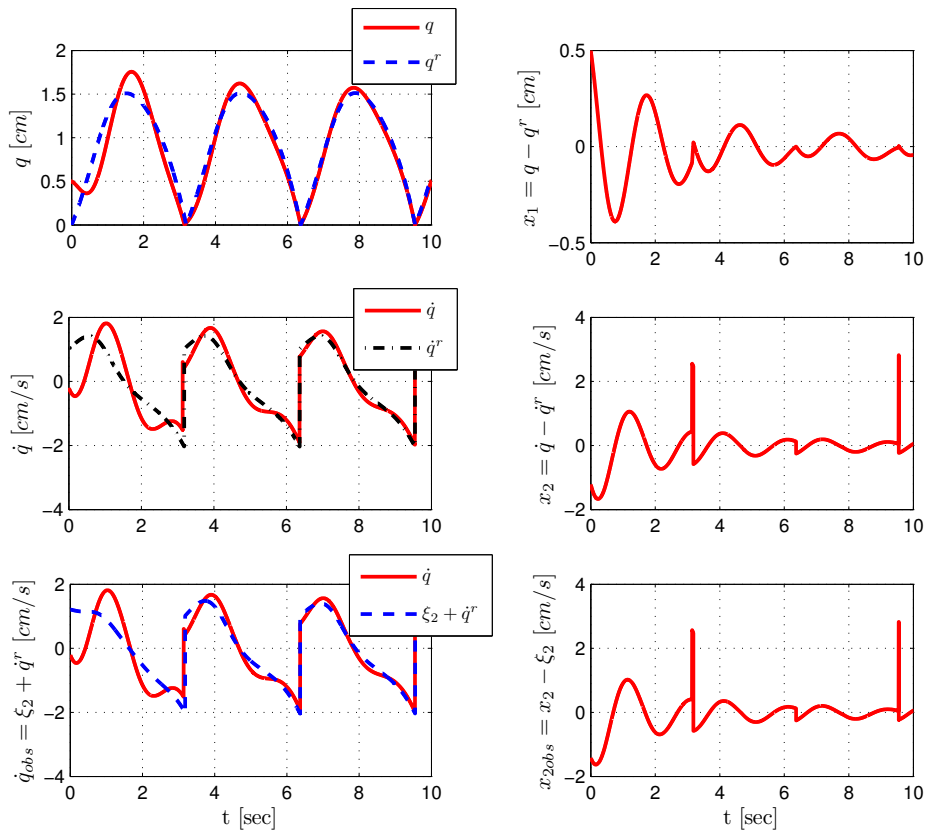 q
q^r
2
1.5
1
0.5
0
0 2 4 6 8 10
q [cm]
0.5
0
−0.5
0 2 4 6 8 10
x_1 = q − q^r [cm]
q̇
q̇^r
2
0
−2
−4
0 2 4 6 8 10
q̇ [cm/s]
4
2
0
−2
0 2 4 6 8 10
x_2 = q̇ − q̇^r [cm/s]
q̇
ξ_2 + q̇^r
2
0
−2
−4
0 2 4 6 8 10
q̇_obs = ξ_2 + q̇^r [cm/s]
t [sec]
4
2
0
−2
0 2 4 6 8 10
x_2obs = x_2 − ξ_2 [cm/s]
t [sec]